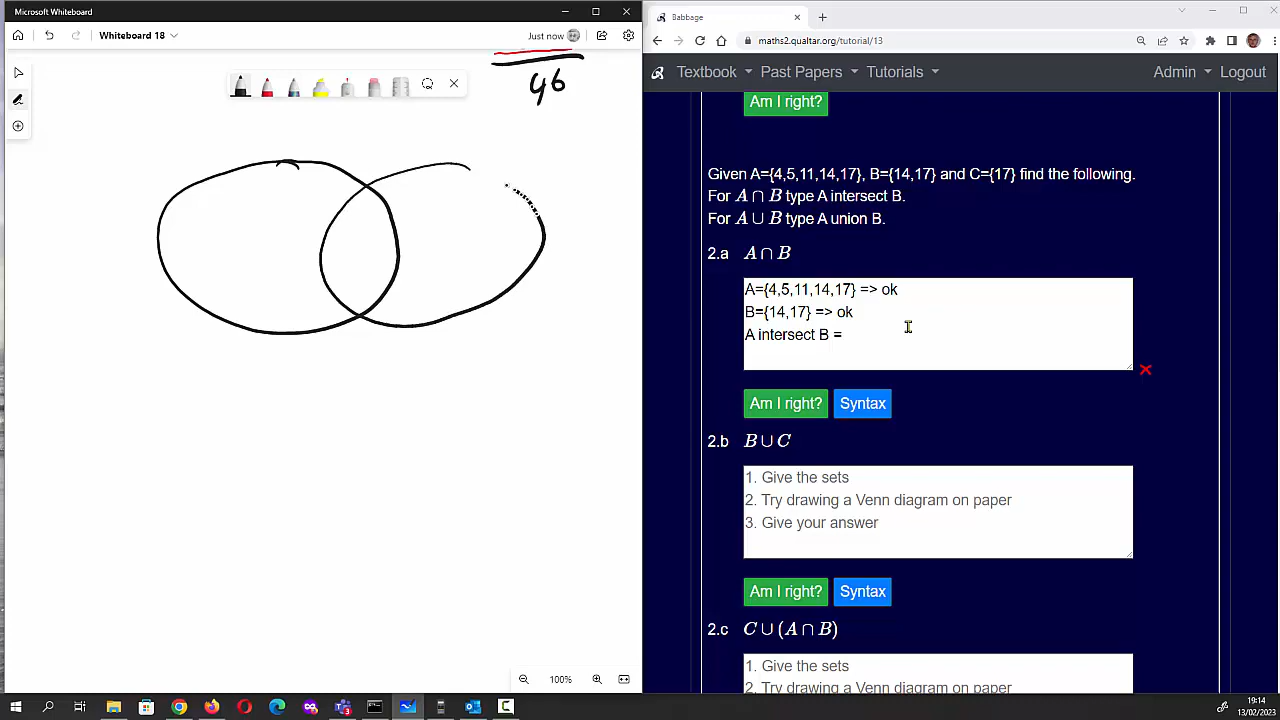 Microsoft Whiteboard
Whiteboard 18
Just now
46
100%
Babbage
maths2.qualtar.org/tutorial/13
Textbook
Past Papers
Tutorials
Admin
Logout
Am I right?
Given A={4,5,11,14,17}, B={14,17} and C={17} find the following.
For A ∩ B type A intersect B.
For A ∪ B type A union B.
2.a A ∩ B
A={4,5,11,14,17} => ok
B={14,17} => ok
A intersect B =
Am I right? Syntax
2.b B ∪ C
1. Give the sets
2. Try drawing a Venn diagram on paper
3. Give your answer
Am I right? Syntax
2.c C ∪ (A ∩ B)
1. Give the sets
2. Try drawing a Venn diagram on paper
19:14
13/02/2023